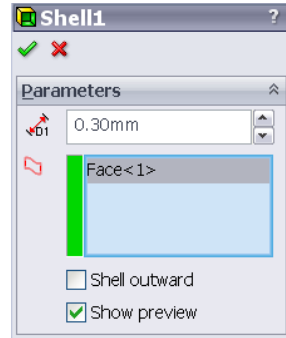 Shell1 ?
Parameters
D1 0.30mm
Face<1>
Shell outward
Show preview